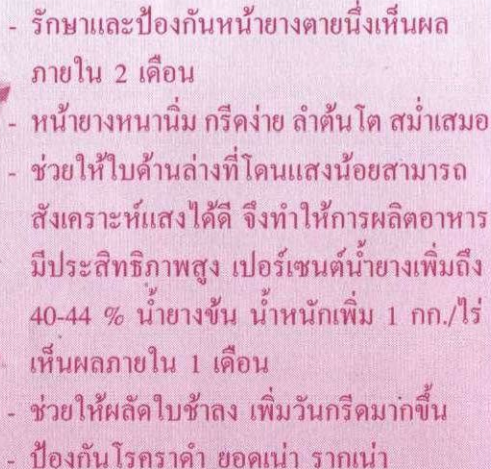 - รักษาและป้องกันหน้ายางตายนึ่งเห็นผล
ภายใน 2 เดือน
- หน้ายางหนานิ่ม กรีดง่าย ลำต้นโต สม่ำเสมอ
- ช่วยให้ใบด้านล่างที่โดนแสงน้อยสามารถ
สังเคราะห์แสงได้ดี จึงทำให้การผลิตอาหาร
มีประสิทธิภาพสูง เปอร์เซนต์น้ำยางเพิ่มถึง
40-44 % น้ำยางข้น น้ำหนักเพิ่ม 1 กก./ไร่
เห็นผลภายใน 1 เดือน
- ช่วยให้ผลัดใบช้าลง เพิ่มวันกรีดมากขึ้น
- ป้องกันโรคราดำ ยอดเน่า รากเน่า